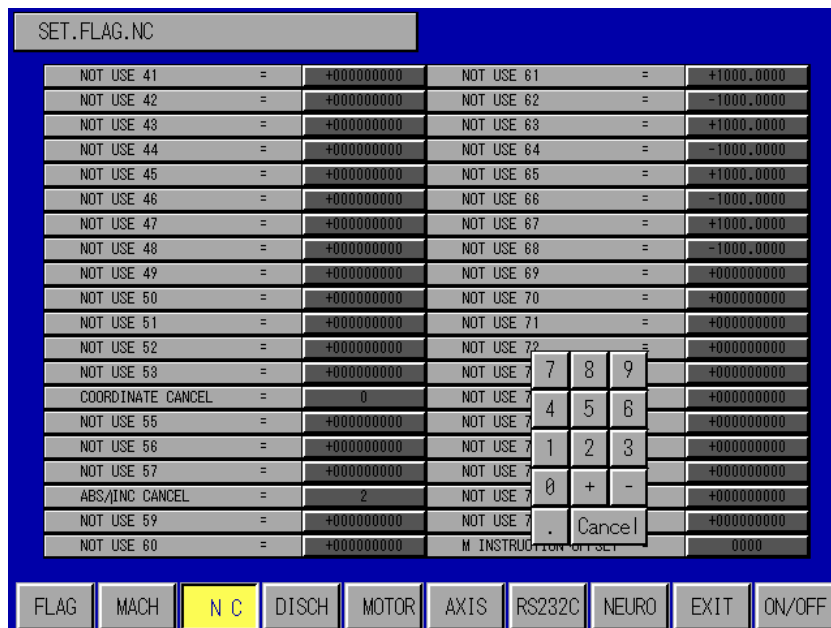 SET.FLAG.NC
NOT USE 41 = +000000000 NOT USE 61 = +1000.0000
NOT USE 42 = +000000000 NOT USE 62 = -1000.0000
NOT USE 43 = +000000000 NOT USE 63 = +1000.0000
NOT USE 44 = +000000000 NOT USE 64 = -1000.0000
NOT USE 45 = +000000000 NOT USE 65 = +1000.0000
NOT USE 46 = +000000000 NOT USE 66 = -1000.0000
NOT USE 47 = +000000000 NOT USE 67 = +1000.0000
NOT USE 48 = +000000000 NOT USE 68 = -1000.0000
NOT USE 49 = +000000000 NOT USE 69 = +000000000
NOT USE 50 = +000000000 NOT USE 70 = +000000000
NOT USE 51 = +000000000 NOT USE 71 = +000000000
NOT USE 52 = +000000000 NOT USE 72 = +000000000
NOT USE 53 = +000000000 NOT USE 7 +000000000
COORDINATE CANCEL = 0 NOT USE 7 +000000000
NOT USE 55 = +000000000 NOT USE 7 +000000000
NOT USE 56 = +000000000 NOT USE 7 +000000000
NOT USE 57 = +000000000 NOT USE 7 +000000000
ABS/INC CANCEL = 2 NOT USE 7 +000000000
NOT USE 59 = +000000000 NOT USE 7 +000000000
NOT USE 60 = +000000000 M INSTRUCTION OFFSET = 0000
7 8 9
4 5 6
1 2 3
0 + -
. Cancel
FLAG MACH N C DISCH MOTOR AXIS RS232C NEURO EXIT ON/OFF